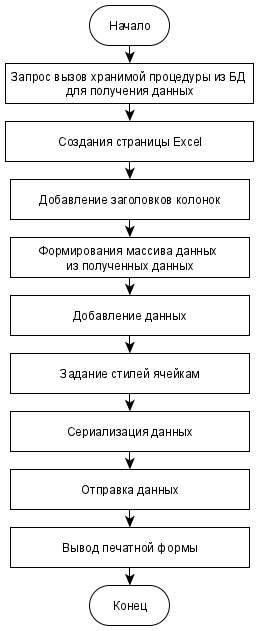 Начало
Запрос вызов хранимой процедуры из БД
для получения данных
Создания страницы Excel
Добавление заголовков колонок
Формирования массива данных
из полученных данных
Добавление данных
Задание стилей ячейкам
Сериализация данных
Отправка данных
Вывод печатной формы
Конец